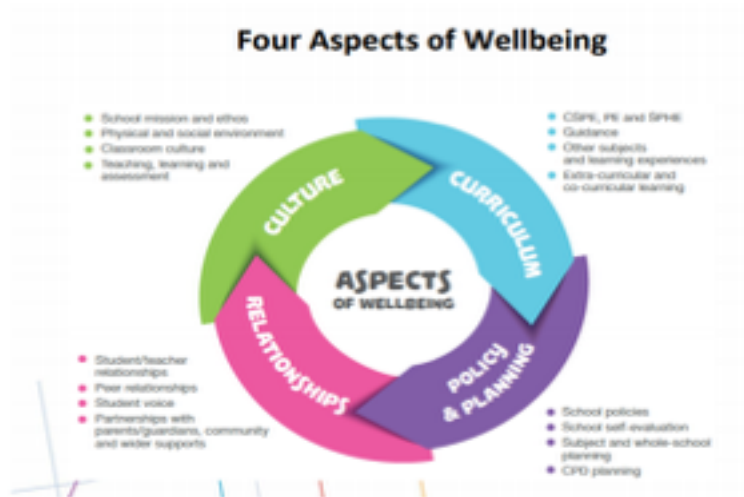 Four Aspects of Wellbeing
School mission and ethos
Physical and social environment
Classroom culture
Teaching, learning and
assessment
CSPE, PE and SPHE
Guidance
Other subjects
and learning experiences
Extra-curricular and
co-curricular learning
CULTURE
CURRICULUM
ASPECTS
OF WELLBEING
RELATIONSHIPS
POLICY
& PLANNING
Student/teacher
relationships
Peer relationships
Student voice
Partnerships with
parents/guardians, community
and wider supports
School policies
School self-evaluation
Subject and whole-school
planning
CPD planning